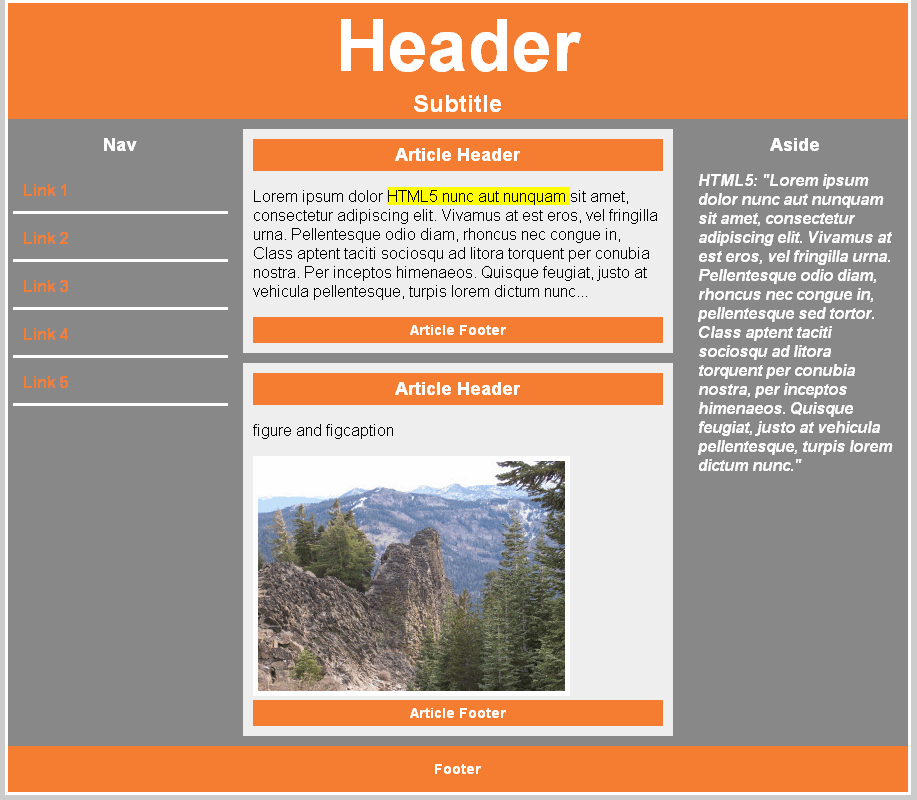 Header
Subtitle
Nav
Link 1
Link 2
Link 3
Link 4
Link 5
Article Header
Lorem ipsum dolor HTML5 nunc aut nunquam sit amet,
consectetur adipiscing elit. Vivamus at est eros, vel fringilla
urna. Pellentesque odio diam, rhoncus nec congue in,
Class aptent taciti sociosqu ad litora torquent per conubia
nostra. Per inceptos himenaeos. Quisque feugiat, justo at
vehicula pellentesque, turpis lorem dictum nunc...
Article Footer
Article Header
figure and figcaption
Article Footer
Aside
HTML5: "Lorem ipsum
dolor nunc aut nunquam
sit amet, consectetur
adipiscing elit. Vivamus at
est eros, vel fringilla urna.
Pellentesque odio diam,
rhoncus nec congue in,
pellentesque sed tortor.
Class aptent taciti
sociosqu ad litora
torquent per conubia
nostra, per inceptos
himenaeos. Quisque
feugiat, justo at vehicula
pellentesque, turpis lorem
dictum nunc."
Footer